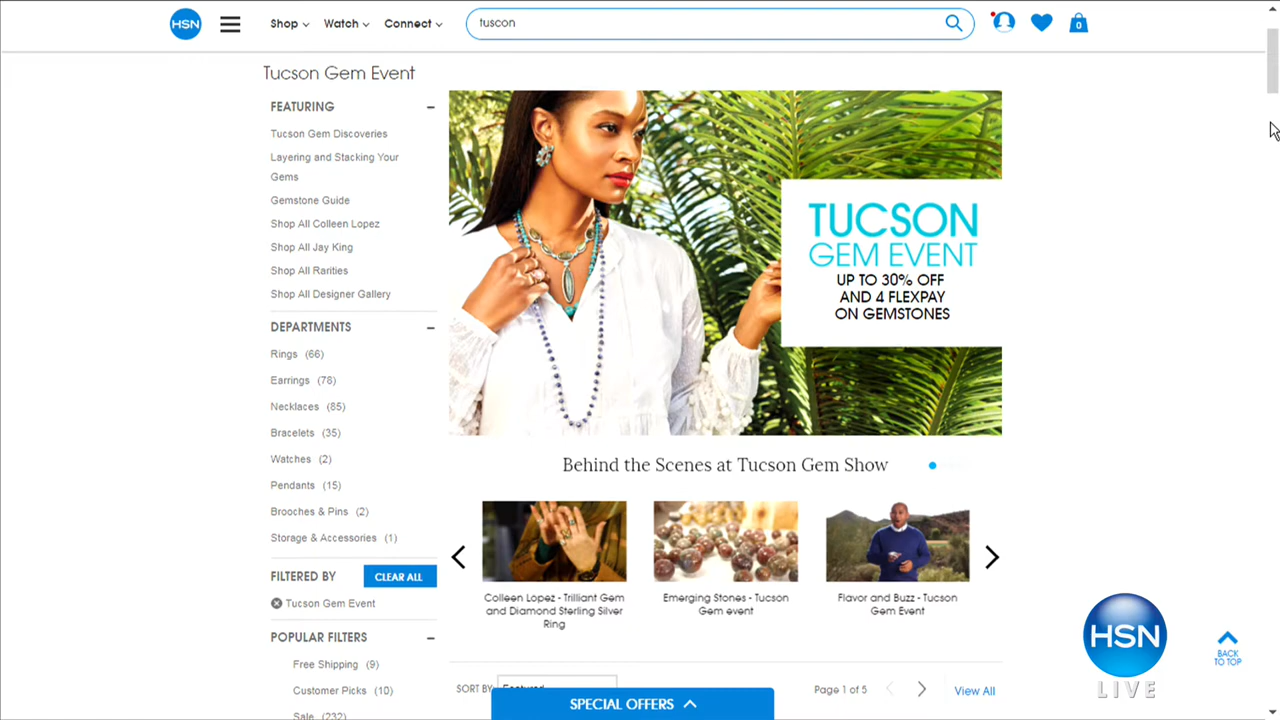 HSN
Shop
Watch
Connect
tuscon
0
Tucson Gem Event
FEATURING
Tucson Gem Discoveries
Layering and Stacking Your
Gems
Gemstone Guide
Shop All Colleen Lopez
Shop All Jay King
Shop All Rarities
Shop All Designer Gallery
DEPARTMENTS
Rings (66)
Earrings (78)
Necklaces (85)
Bracelets (35)
Watches (2)
Pendants (15)
Brooches & Pins (2)
Storage & Accessories (1)
FILTERED BY
CLEAR ALL
Tucson Gem Event
POPULAR FILTERS
Free Shipping (9)
Customer Picks (10)
Sale (232)
TUCSON
GEM EVENT
UP TO 30% OFF
AND 4 FLEXPAY
ON GEMSTONES
Behind the Scenes at Tucson Gem Show
Colleen Lopez - Trilliant Gem
and Diamond Sterling Silver
Ring
Emerging Stones - Tucson
Gem event
Flavor and Buzz - Tucson
Gem Event
SORT BY
Featured
Page 1 of 5
View All
SPECIAL OFFERS
HSN
LIVE
BACK
TO TOP